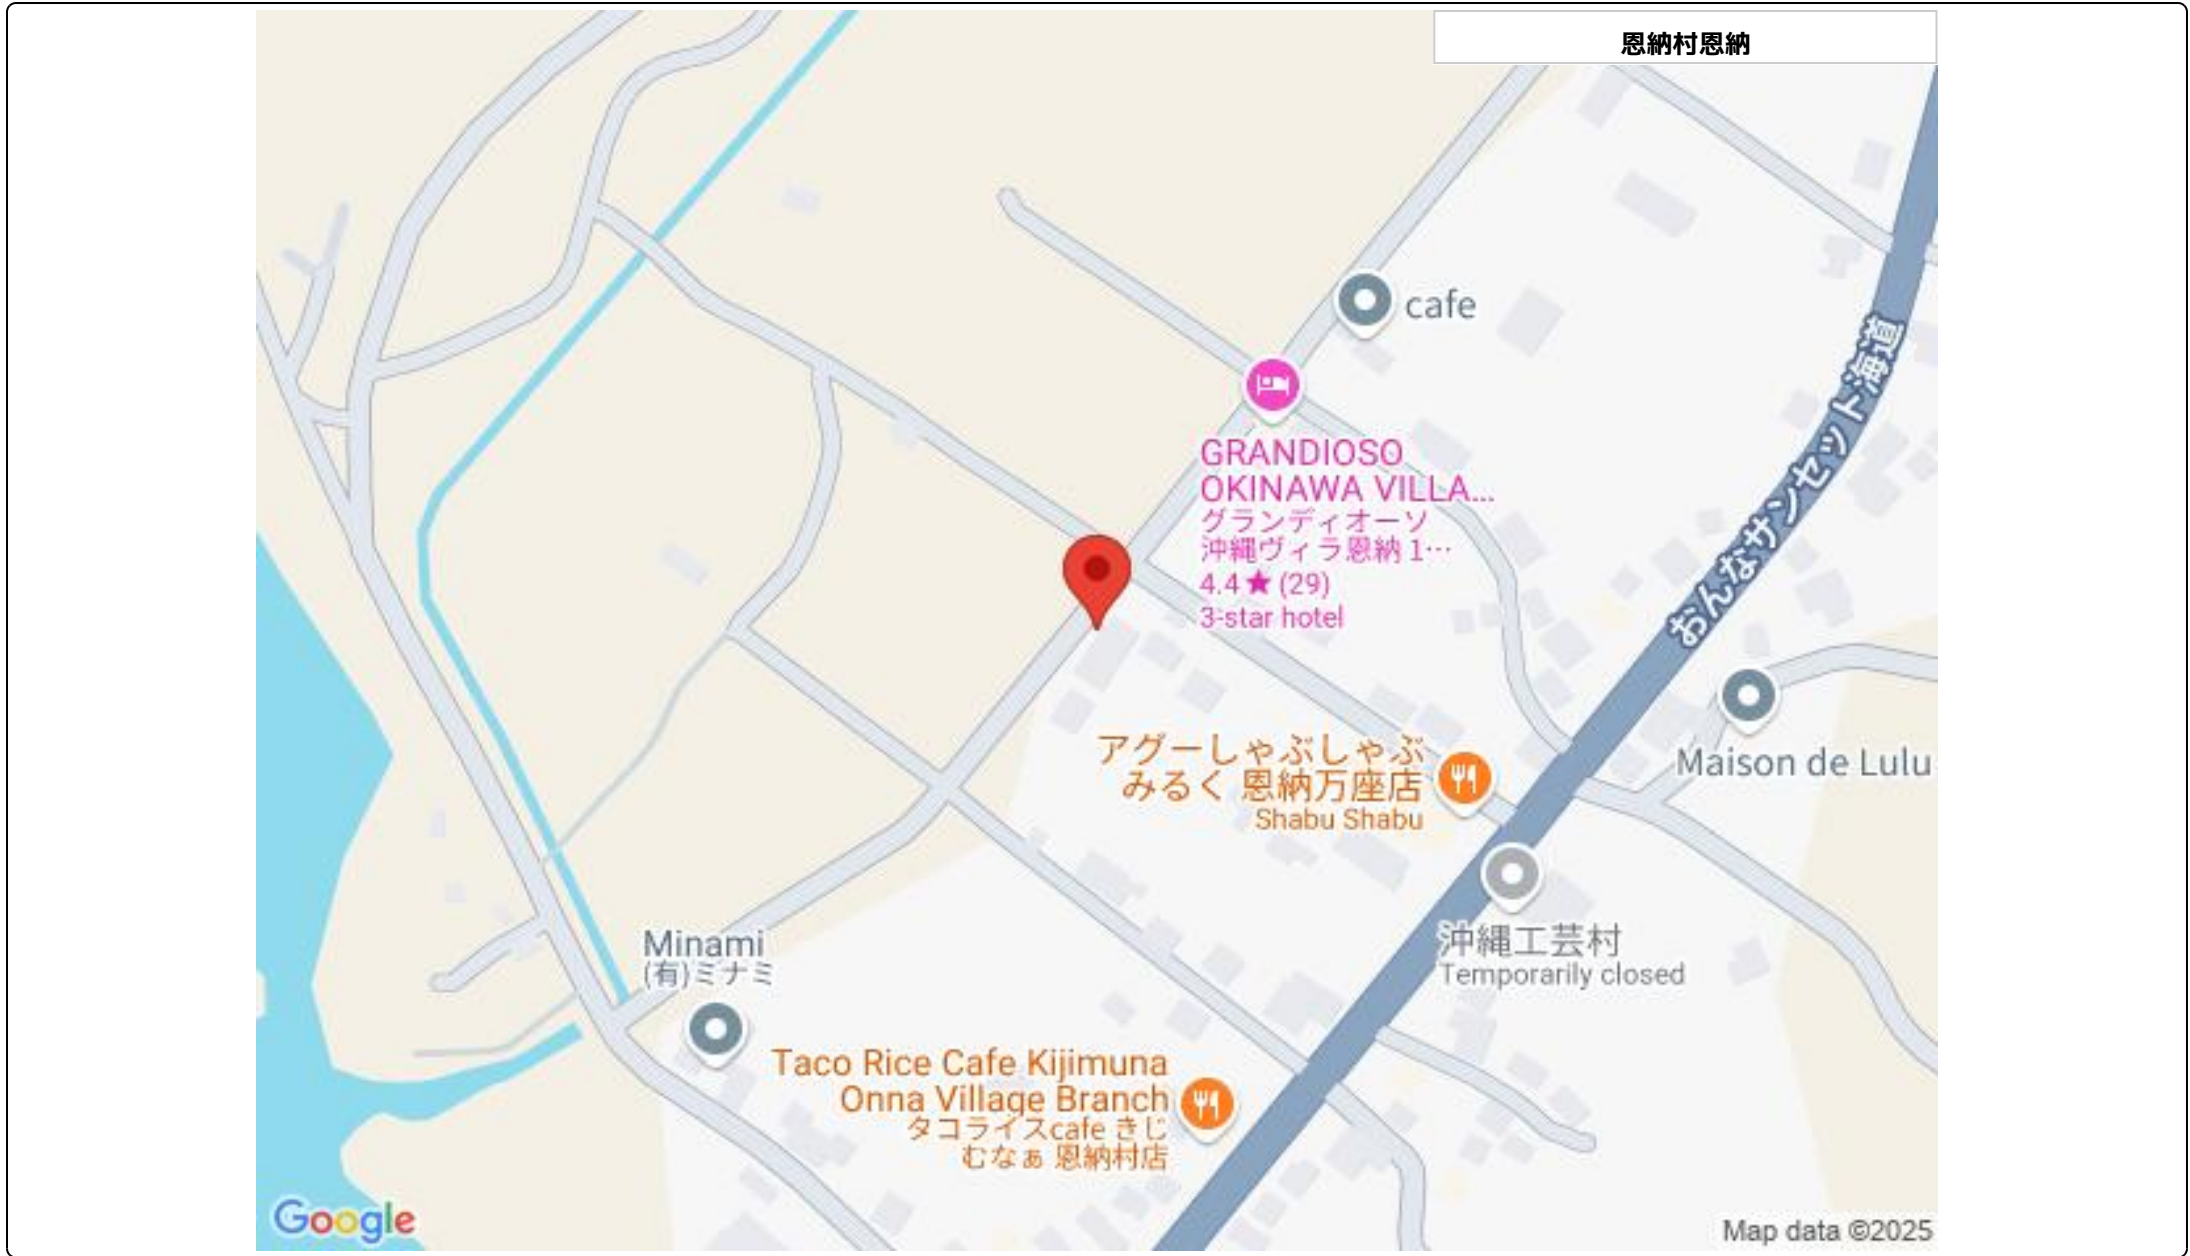 恩納村恩納
cafe
GRANDIOSO
OKINAWA VILLA...
グランディオーソ
沖縄ヴィラ恩納 1…
4.4★ (29)
3-star hotel
おんなサンセット海道
Maison de Lulu
アグーしゃぶしゃぶ
みるく 恩納万座店
Shabu Shabu
沖縄工芸村
Temporarily closed
Minami
(有)ミナミ
Taco Rice Cafe Kijimuna
Onna Village Branch
タコライスcafe きじ
むなぁ 恩納村店
Google
Map data ©2025